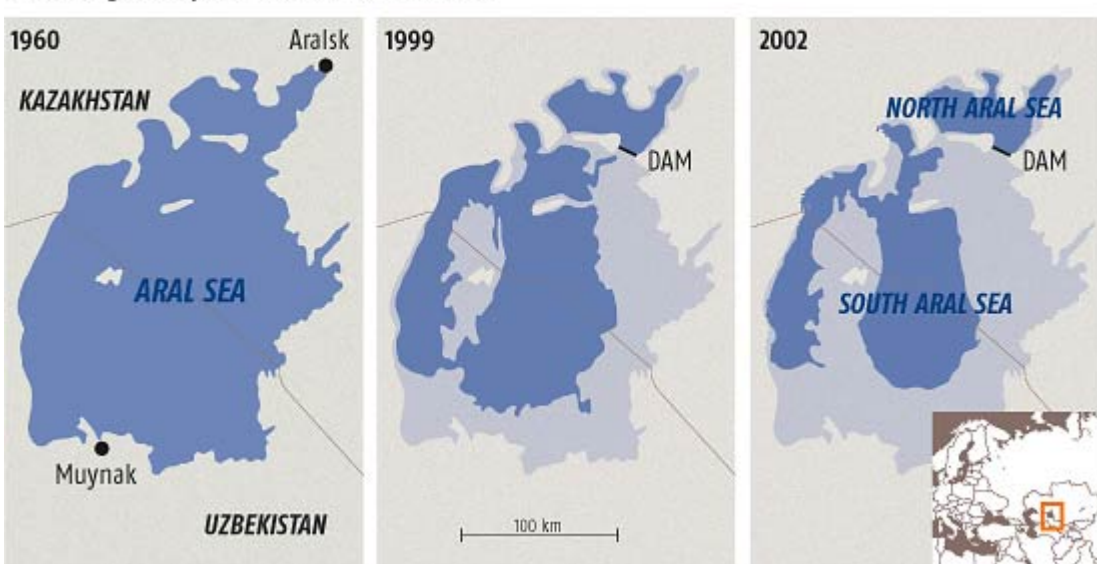 1960
Aralsk
KAZAKHSTAN
ARAL SEA
Muynak
UZBEKISTAN
1999
DAM
100 km
2002
NORTH ARAL SEA
DAM
SOUTH ARAL SEA